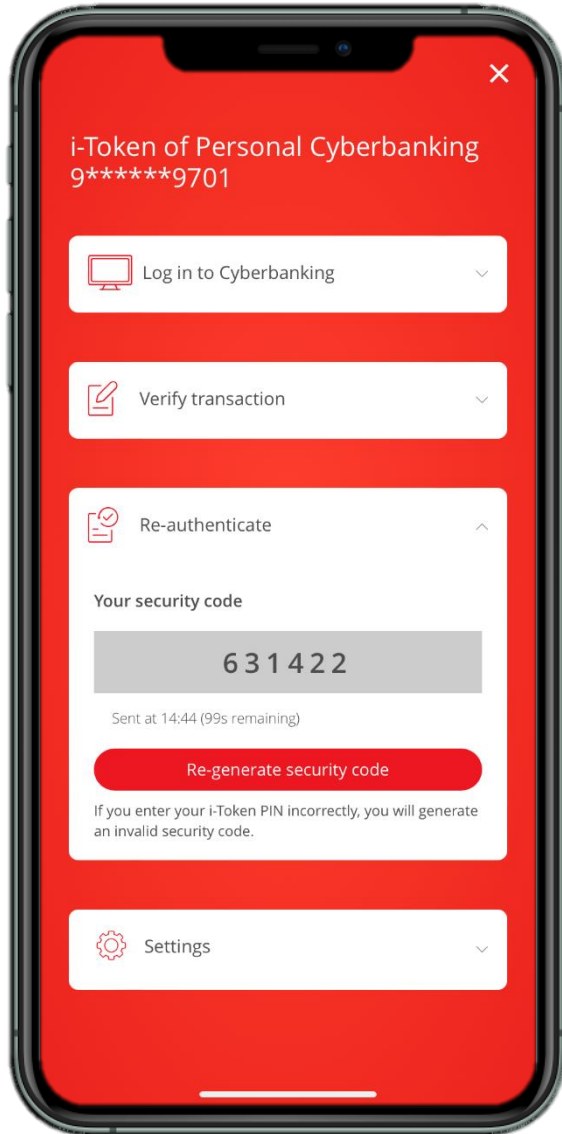 i-Token of Personal Cyberbanking
9******9701
Log in to Cyberbanking
Verify transaction
Re-authenticate
Your security code
631422
Sent at 14:44 (99s remaining)
Re-generate security code
If you enter your i-Token PIN incorrectly, you will generate
an invalid security code.
Settings